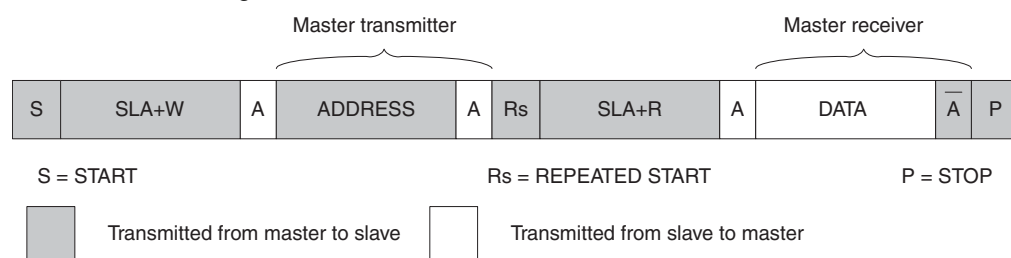 Master transmitter Master receiver
S SLA+W A ADDRESS A Rs SLA+R A DATA A̅ P
S = START Rs = REPEATED START P = STOP
Transmitted from master to slave Transmitted from slave to master